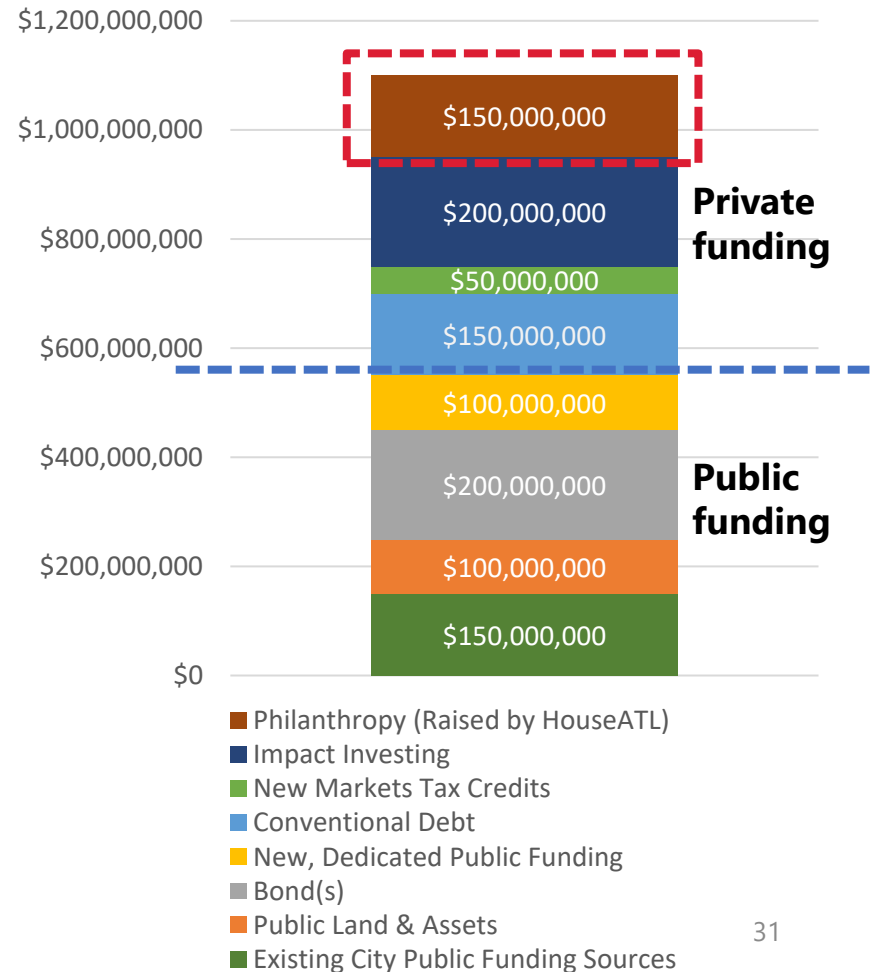 $1,200,000,000
$1,000,000,000
$800,000,000
$600,000,000
$400,000,000
$200,000,000
$0
$150,000,000
$200,000,000
$50,000,000
$150,000,000
$100,000,000
$200,000,000
$100,000,000
$150,000,000
Private
funding
Public
funding
Philanthropy (Raised by HouseATL)
Impact Investing
New Markets Tax Credits
Conventional Debt
New, Dedicated Public Funding
Bond(s)
Public Land & Assets
Existing City Public Funding Sources
31